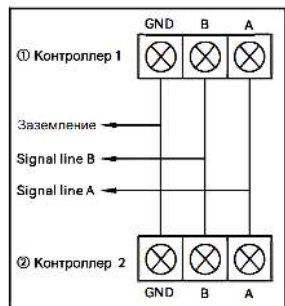 GND B A
① Контроллер 1
Заземление
Signal line B
Signal line A
② Контроллер 2
GND B A